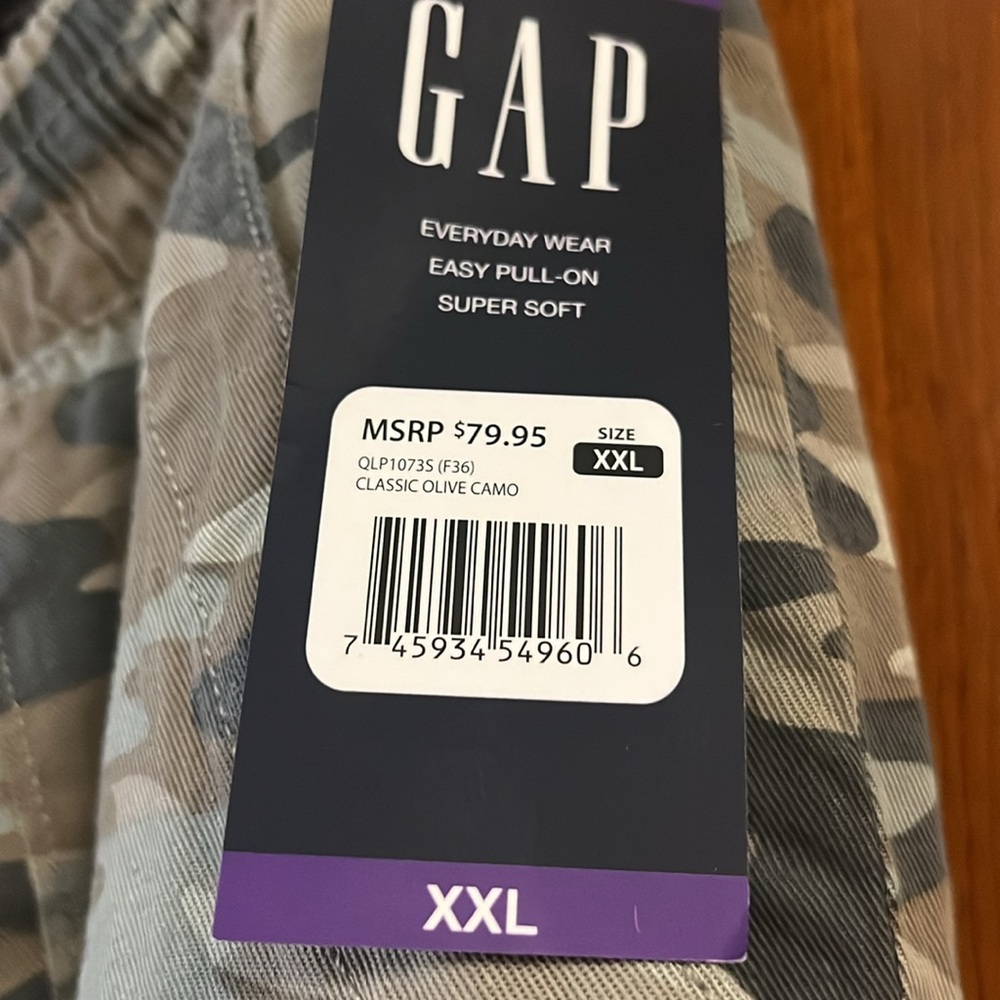 GAP
EVERYDAY WEAR
EASY PULL-ON
SUPER SOFT
MSRP $79.95
SIZE
XXL
QLP1073S (F36)
CLASSIC OLIVE CAMO
7 45934 54960 6
XXL